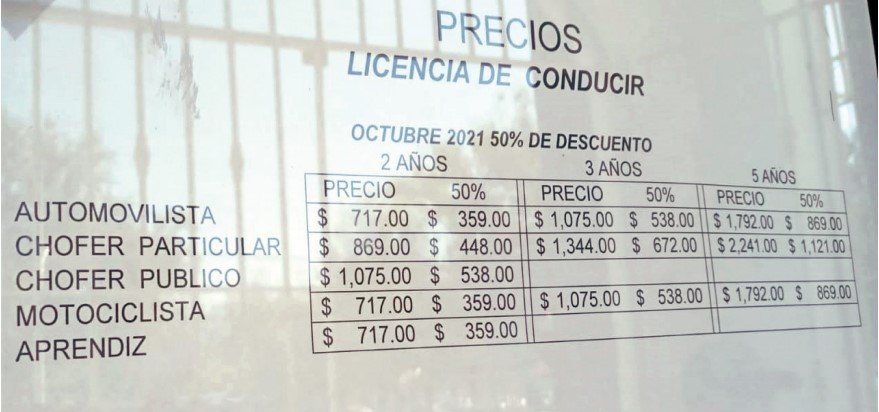 PRECIOS
LICENCIA DE CONDUCIR
OCTUBRE 2021 50% DE DESCUENTO
2 AÑOS 3 AÑOS 5 AÑOS
PRECIO 50% PRECIO 50% PRECIO 50%
AUTOMOVILISTA $ 717.00 $ 359.00 $ 1,075.00 $ 538.00 $ 1,792.00 $ 869.00
CHOFER PARTICULAR $ 869.00 $ 448.00 $ 1,344.00 $ 672.00 $ 2,241.00 $ 1,121.00
CHOFER PUBLICO $ 1,075.00 $ 538.00
MOTOCICLISTA $ 717.00 $ 359.00 $ 1,075.00 $ 538.00 $ 1,792.00 $ 869.00
APRENDIZ $ 717.00 $ 359.00